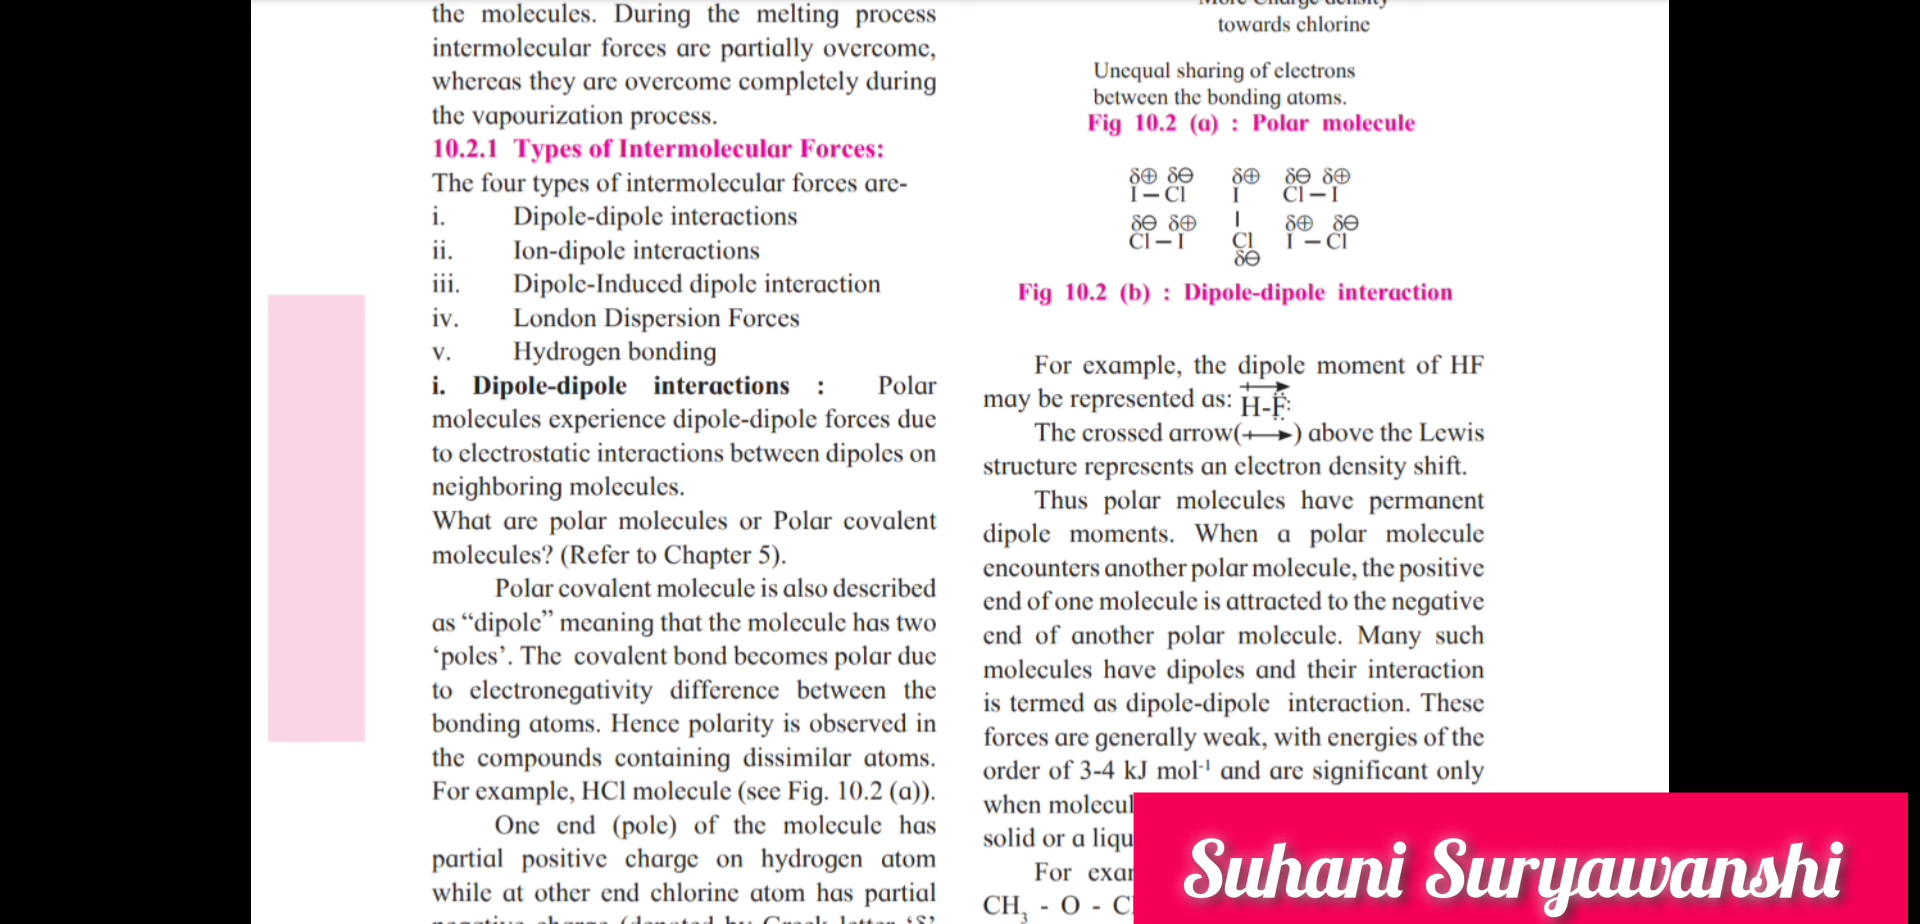 the molecules. During the melting process
intermolecular forces are partially overcome,
whereas they are overcome completely during
the vapourization process.
10.2.1 Types of Intermolecular Forces:
The four types of intermolecular forces are-
i. Dipole-dipole interactions
ii. Ion-dipole interactions
iii. Dipole-Induced dipole interaction
iv. London Dispersion Forces
v. Hydrogen bonding
i. Dipole-dipole interactions : Polar
molecules experience dipole-dipole forces due
to electrostatic interactions between dipoles on
neighboring molecules.
What are polar molecules or Polar covalent
molecules? (Refer to Chapter 5).
Polar covalent molecule is also described
as “dipole” meaning that the molecule has two
‘poles’. The covalent bond becomes polar due
to electronegativity difference between the
bonding atoms. Hence polarity is observed in
the compounds containing dissimilar atoms.
For example, HCl molecule (see Fig. 10.2 (a)).
One end (pole) of the molecule has
partial positive charge on hydrogen atom
while at other end chlorine atom has partial
towards chlorine
Unequal sharing of electrons
between the bonding atoms.
Fig 10.2 (a) : Polar molecule
δ⊕ δ⊖ δ⊕ δ⊖ δ⊕
I – Cl I Cl – I
δ⊖ δ⊕ | δ⊕ δ⊖
Cl – I Cl I – Cl
δ⊖
Fig 10.2 (b) : Dipole-dipole interaction
For example, the dipole moment of HF
may be represented as: H-F:
The crossed arrow(+→) above the Lewis
structure represents an electron density shift.
Thus polar molecules have permanent
dipole moments. When a polar molecule
encounters another polar molecule, the positive
end of one molecule is attracted to the negative
end of another polar molecule. Many such
molecules have dipoles and their interaction
is termed as dipole-dipole interaction. These
forces are generally weak, with energies of the
order of 3-4 kJ mol⁻¹ and are significant only
when molecul
solid or a liqu
For exam
CH₃ - O - C
Suhani Suryawanshi